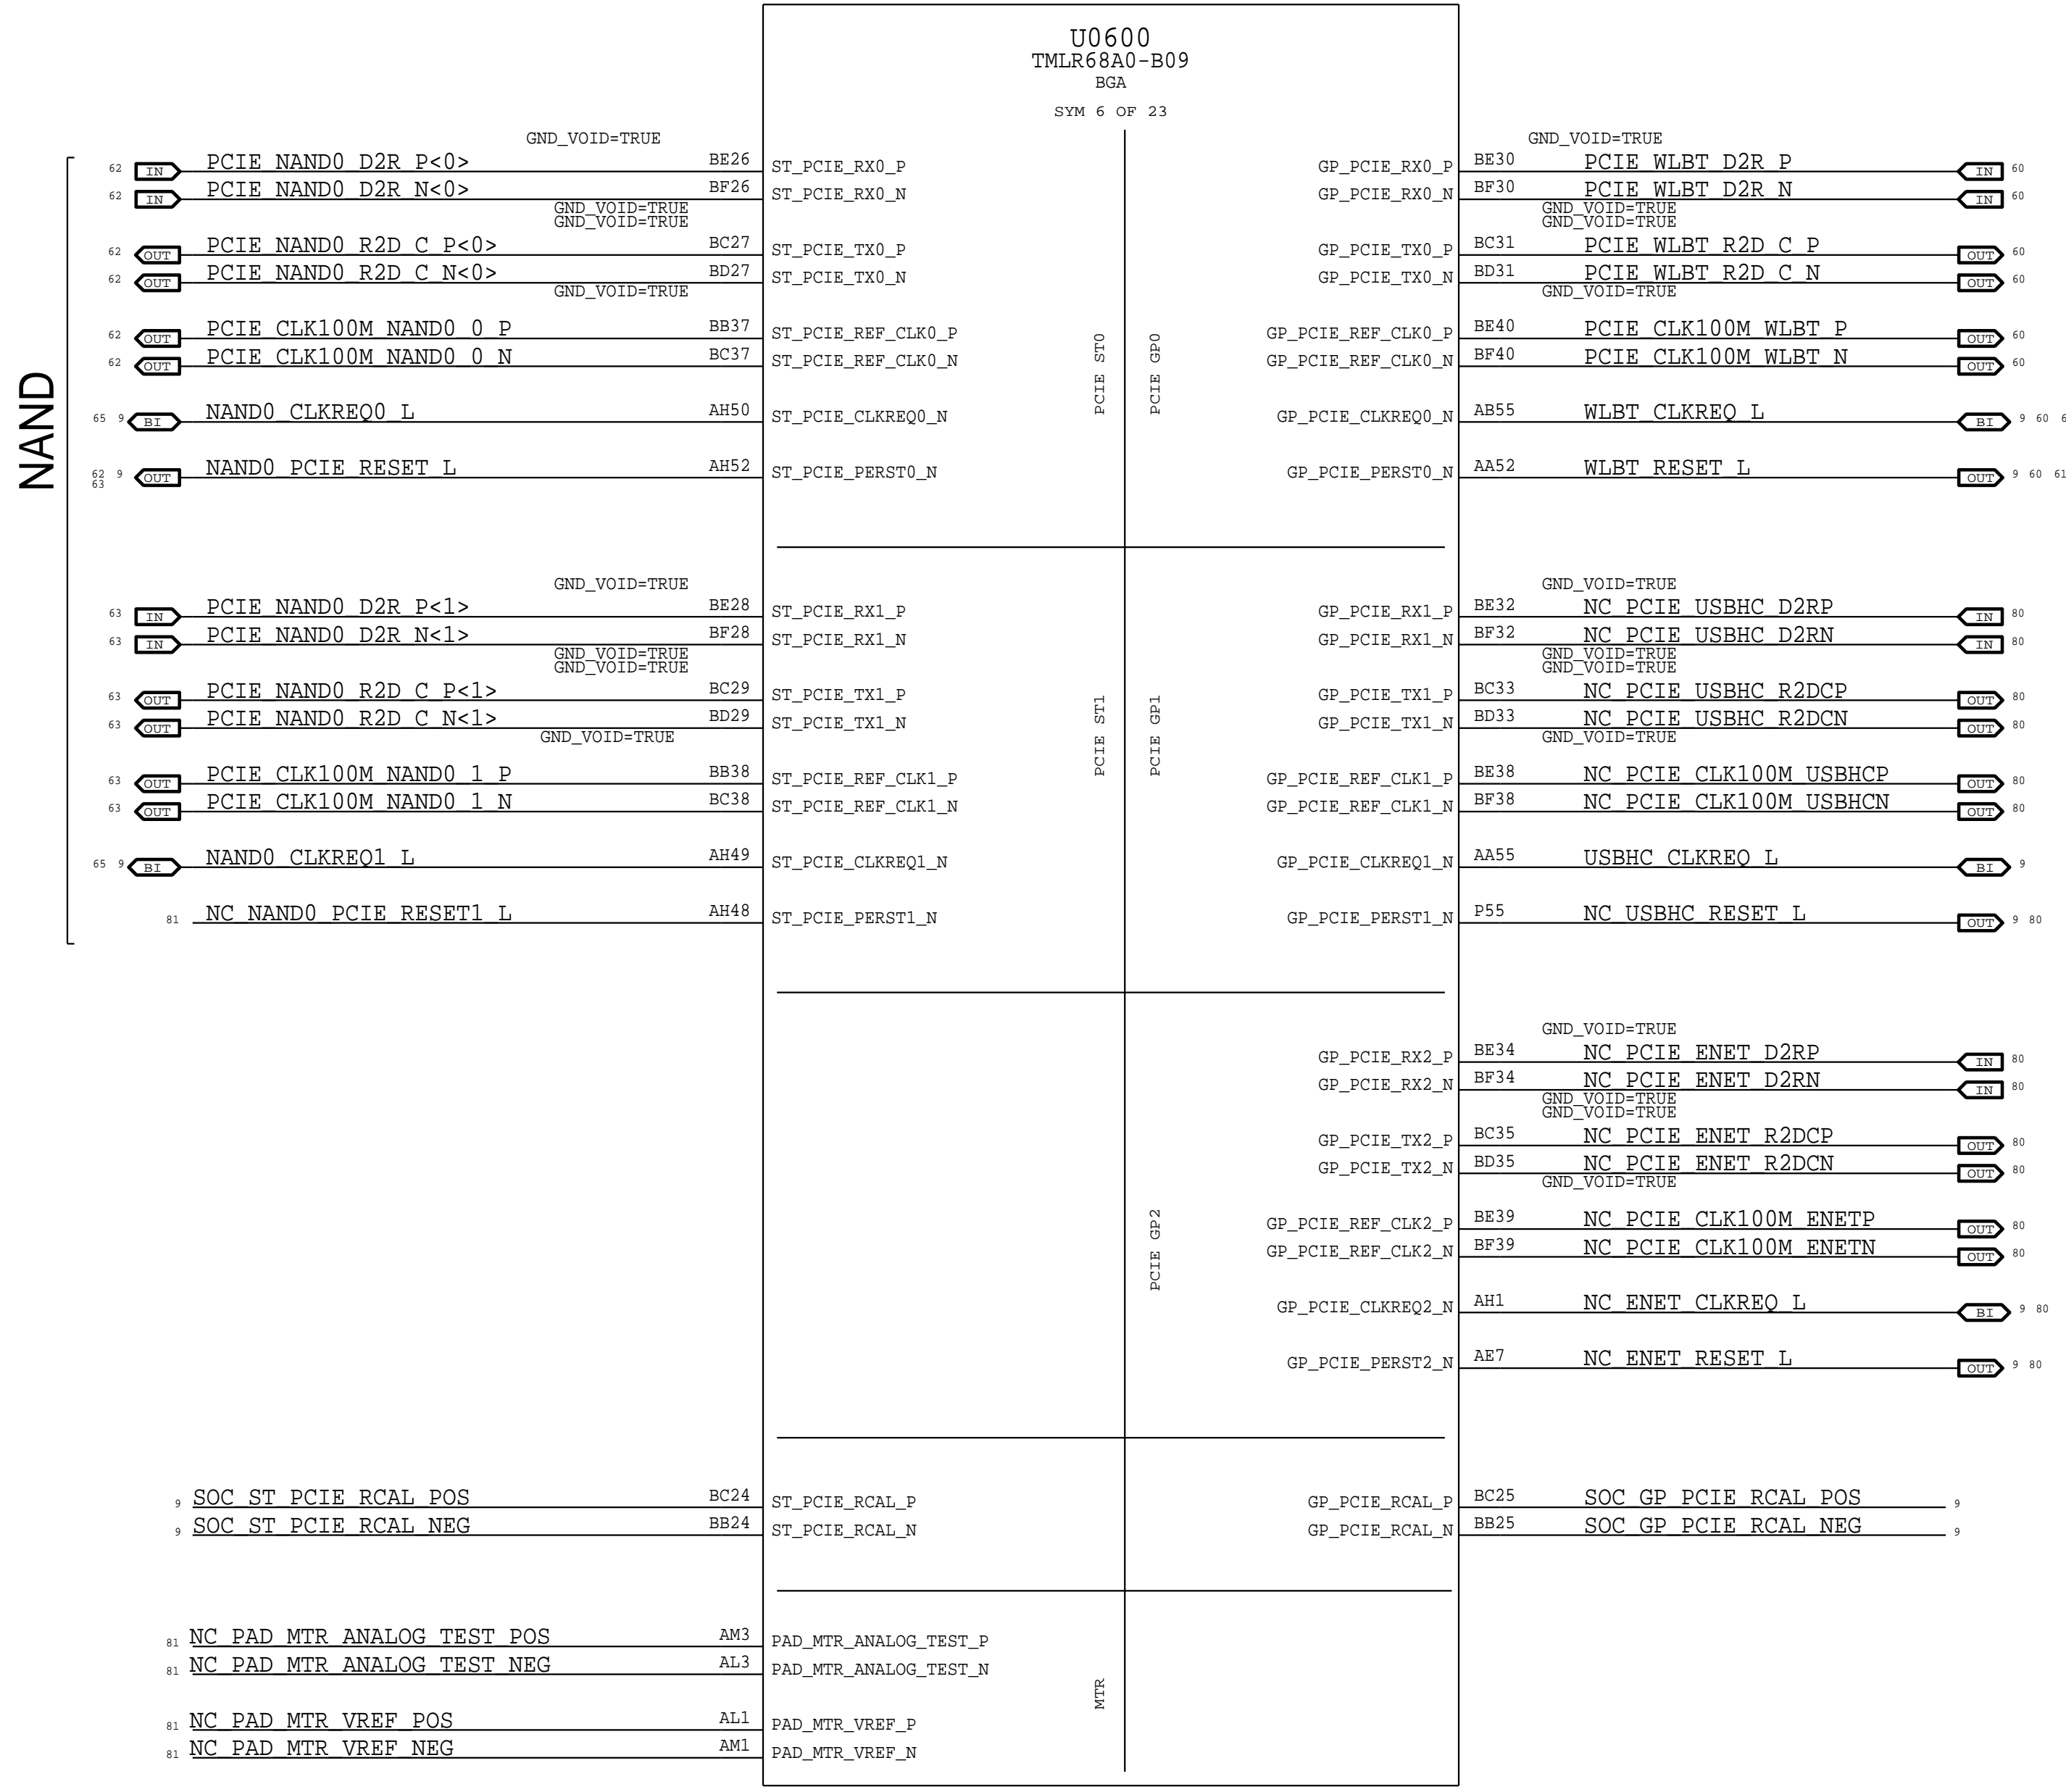 U0600
TMLR68A0-B09
BGA
SYM 6 OF 23
NAND
GND_VOID=TRUE GND_VOID=TRUE
62 IN PCIE_NAND0_D2R_P<0> BE26 ST_PCIE_RX0_P GP_PCIE_RX0_P BE30 PCIE_WLBT_D2R_P IN 60
62 IN PCIE_NAND0_D2R_N<0> BF26 ST_PCIE_RX0_N GP_PCIE_RX0_N BF30 PCIE_WLBT_D2R_N IN 60
GND_VOID=TRUE GND_VOID=TRUE
GND_VOID=TRUE GND_VOID=TRUE
62 OUT PCIE_NAND0_R2D_C_P<0> BC27 ST_PCIE_TX0_P GP_PCIE_TX0_P BC31 PCIE_WLBT_R2D_C_P OUT 60
62 OUT PCIE_NAND0_R2D_C_N<0> BD27 ST_PCIE_TX0_N GP_PCIE_TX0_N BD31 PCIE_WLBT_R2D_C_N OUT 60
GND_VOID=TRUE GND_VOID=TRUE
62 OUT PCIE_CLK100M_NAND0_0_P BB37 ST_PCIE_REF_CLK0_P GP_PCIE_REF_CLK0_P BE40 PCIE_CLK100M_WLBT_P OUT 60
62 OUT PCIE_CLK100M_NAND0_0_N BC37 ST_PCIE_REF_CLK0_N GP_PCIE_REF_CLK0_N BF40 PCIE_CLK100M_WLBT_N OUT 60
PCIE ST0 PCIE GP0
65 9 BI NAND0_CLKREQ0_L AH50 ST_PCIE_CLKREQ0_N GP_PCIE_CLKREQ0_N AB55 WLBT_CLKREQ_L BI 9 60
62 9 OUT NAND0_PCIE_RESET_L AH52 ST_PCIE_PERST0_N GP_PCIE_PERST0_N AA52 WLBT_RESET_L OUT 9 60 61
63
GND_VOID=TRUE GND_VOID=TRUE
63 IN PCIE_NAND0_D2R_P<1> BE28 ST_PCIE_RX1_P GP_PCIE_RX1_P BE32 NC_PCIE_USBHC_D2RP IN 80
63 IN PCIE_NAND0_D2R_N<1> BF28 ST_PCIE_RX1_N GP_PCIE_RX1_N BF32 NC_PCIE_USBHC_D2RN IN 80
GND_VOID=TRUE GND_VOID=TRUE
GND_VOID=TRUE GND_VOID=TRUE
63 OUT PCIE_NAND0_R2D_C_P<1> BC29 ST_PCIE_TX1_P GP_PCIE_TX1_P BC33 NC_PCIE_USBHC_R2DCP OUT 80
63 OUT PCIE_NAND0_R2D_C_N<1> BD29 ST_PCIE_TX1_N GP_PCIE_TX1_N BD33 NC_PCIE_USBHC_R2DCN OUT 80
GND_VOID=TRUE GND_VOID=TRUE
PCIE ST1 PCIE GP1
63 OUT PCIE_CLK100M_NAND0_1_P BB38 ST_PCIE_REF_CLK1_P GP_PCIE_REF_CLK1_P BE38 NC_PCIE_CLK100M_USBHCP OUT 80
63 OUT PCIE_CLK100M_NAND0_1_N BC38 ST_PCIE_REF_CLK1_N GP_PCIE_REF_CLK1_N BF38 NC_PCIE_CLK100M_USBHCN OUT 80
65 9 BI NAND0_CLKREQ1_L AH49 ST_PCIE_CLKREQ1_N GP_PCIE_CLKREQ1_N AA55 USBHC_CLKREQ_L BI 9
81 NC_NAND0_PCIE_RESET1_L AH48 ST_PCIE_PERST1_N GP_PCIE_PERST1_N P55 NC_USBHC_RESET_L OUT 9 80
GND_VOID=TRUE
GP_PCIE_RX2_P BE34 NC_PCIE_ENET_D2RP IN 80
GP_PCIE_RX2_N BF34 NC_PCIE_ENET_D2RN IN 80
GND_VOID=TRUE
GND_VOID=TRUE
GP_PCIE_TX2_P BC35 NC_PCIE_ENET_R2DCP OUT 80
GP_PCIE_TX2_N BD35 NC_PCIE_ENET_R2DCN OUT 80
GND_VOID=TRUE
PCIE GP2
GP_PCIE_REF_CLK2_P BE39 NC_PCIE_CLK100M_ENETP OUT 80
GP_PCIE_REF_CLK2_N BF39 NC_PCIE_CLK100M_ENETN OUT 80
GP_PCIE_CLKREQ2_N AH1 NC_ENET_CLKREQ_L BI 9 80
GP_PCIE_PERST2_N AE7 NC_ENET_RESET_L OUT 9 80
9 SOC_ST_PCIE_RCAL_POS BC24 ST_PCIE_RCAL_P GP_PCIE_RCAL_P BC25 SOC_GP_PCIE_RCAL_POS 9
9 SOC_ST_PCIE_RCAL_NEG BB24 ST_PCIE_RCAL_N GP_PCIE_RCAL_N BB25 SOC_GP_PCIE_RCAL_NEG 9
81 NC_PAD_MTR_ANALOG_TEST_POS AM3 PAD_MTR_ANALOG_TEST_P
81 NC_PAD_MTR_ANALOG_TEST_NEG AL3 PAD_MTR_ANALOG_TEST_N
MTR
81 NC_PAD_MTR_VREF_POS AL1 PAD_MTR_VREF_P
81 NC_PAD_MTR_VREF_NEG AM1 PAD_MTR_VREF_N